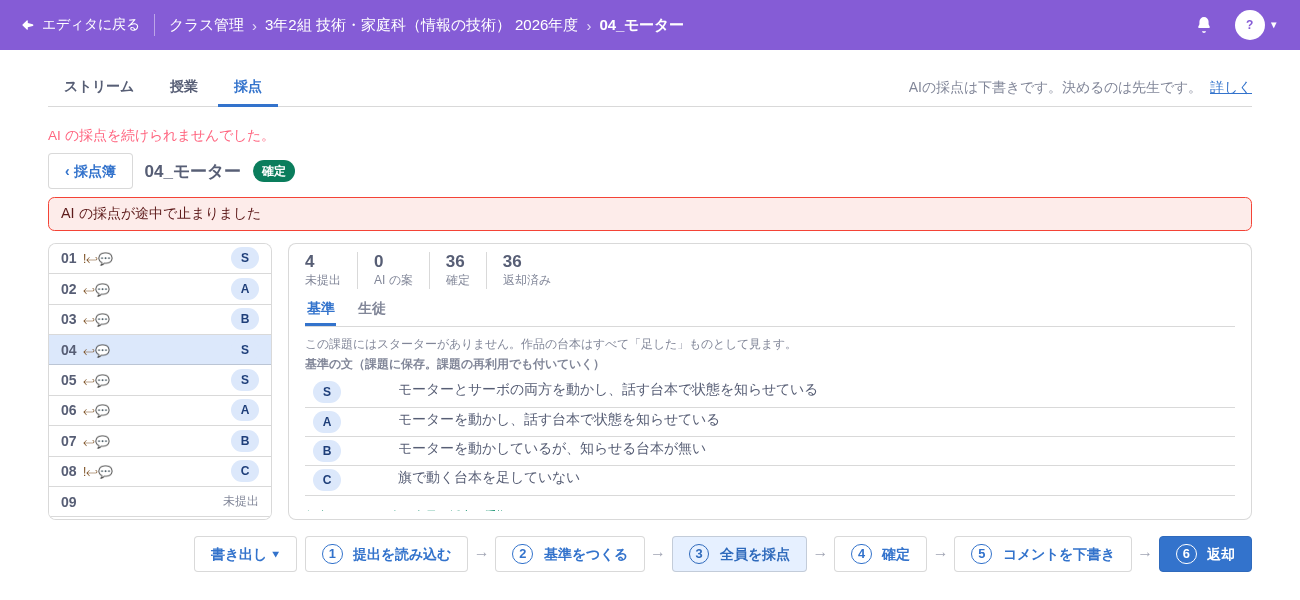 エディタに戻る クラス管理 › 3年2組 技術・家庭科（情報の技術） 2026年度 › 04_モーター ?
ストリーム 授業 採点 AIの採点は下書きです。決めるのは先生です。 詳しく
AI の採点を続けられませんでした。
‹ 採点簿 04_モーター 確定
AI の採点が途中で止まりました
01 ! S
02 A
03 B
04 S
05 S
06 A
07 B
08 ! C
09 未提出
4 0 36 36
未提出 AI の案 確定 返却済み
基準 生徒
この課題にはスターターがありません。作品の台本はすべて「足した」ものとして見ます。
基準の文（課題に保存。課題の再利用でも付いていく）
S モーターとサーボの両方を動かし、話す台本で状態を知らせている
A モーターを動かし、話す台本で状態を知らせている
B モーターを動かしているが、知らせる台本が無い
C 旗で動く台本を足していない
書き出し ▾ 1 提出を読み込む → 2 基準をつくる → 3 全員を採点 → 4 確定 → 5 コメントを下書き → 6 返却